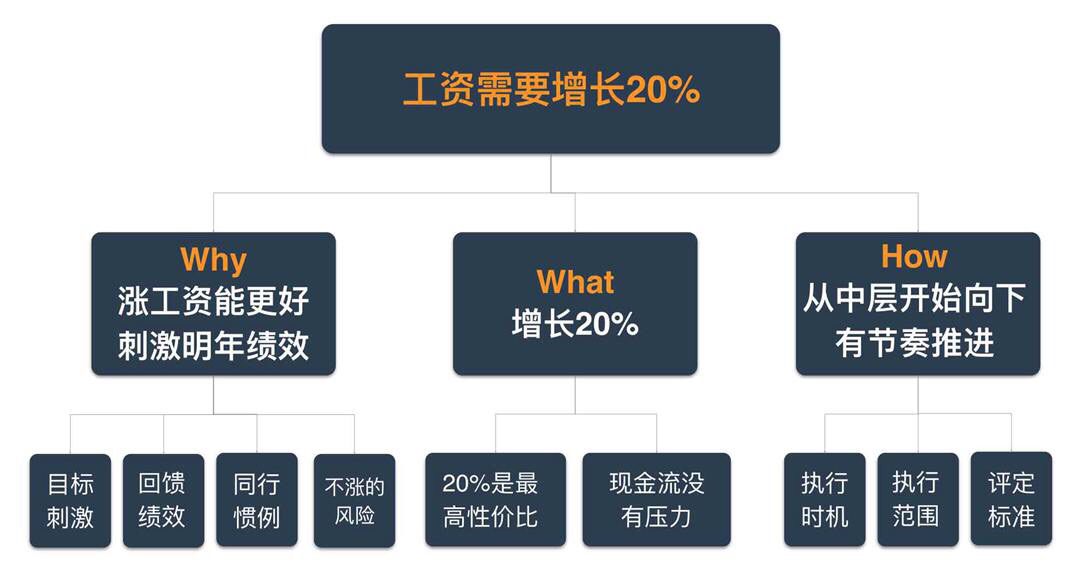 工资需要增长20%
Why
涨工资能更好
刺激明年绩效
What
增长20%
How
从中层开始向下
有节奏推进
目标
刺激
回馈
绩效
同行
惯例
不涨的
风险
20%是最
高性价比
现金流没
有压力
执行
时机
执行
范围
评定
标准